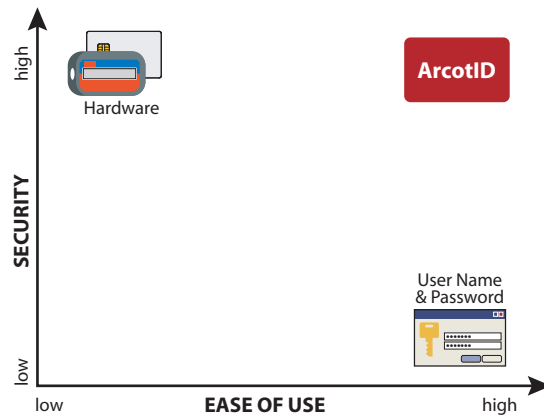 high
ArcotID
Hardware
SECURITY
User Name
& Password
low
low
EASE OF USE
high